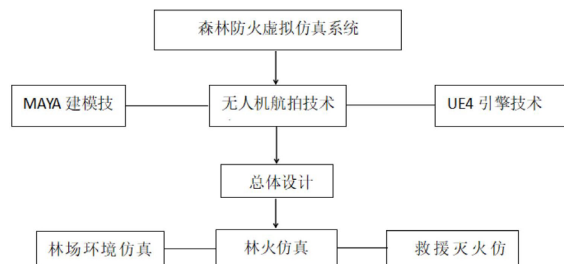 森林防火虚拟仿真系统
MAYA 建模技
无人机航拍技术
UE4 引擎技术
总体设计
林场环境仿真
林火仿真
救援灭火仿